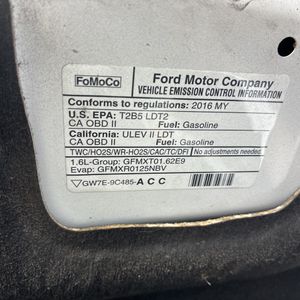 FoMoCo
Ford Motor Company
VEHICLE EMISSION CONTROL INFORMATION
Conforms to regulations: 2016 MY
U.S. EPA: T2B5 LDT2
CA OBD II Fuel: Gasoline
California: ULEV II LDT
CA OBD II Fuel: Gasoline
TWC/HO2S/WR-HO2S/CAC/TC/DFI No adjustments needed.
1.6L-Group: GFMXT01.62E9
Evap: GFMXR0125NBV
GW7E-9C485-ACC